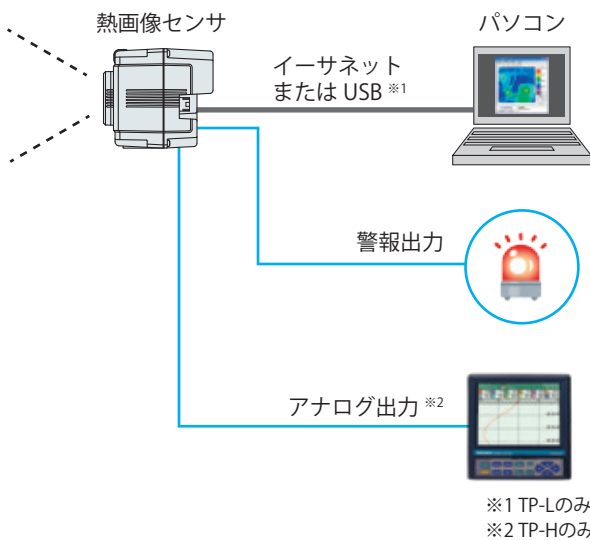 熱画像センサ
パソコン
イーサネット
または USB ※1
警報出力
アナログ出力 ※2
※1 TP-Lのみ
※2 TP-Hのみ